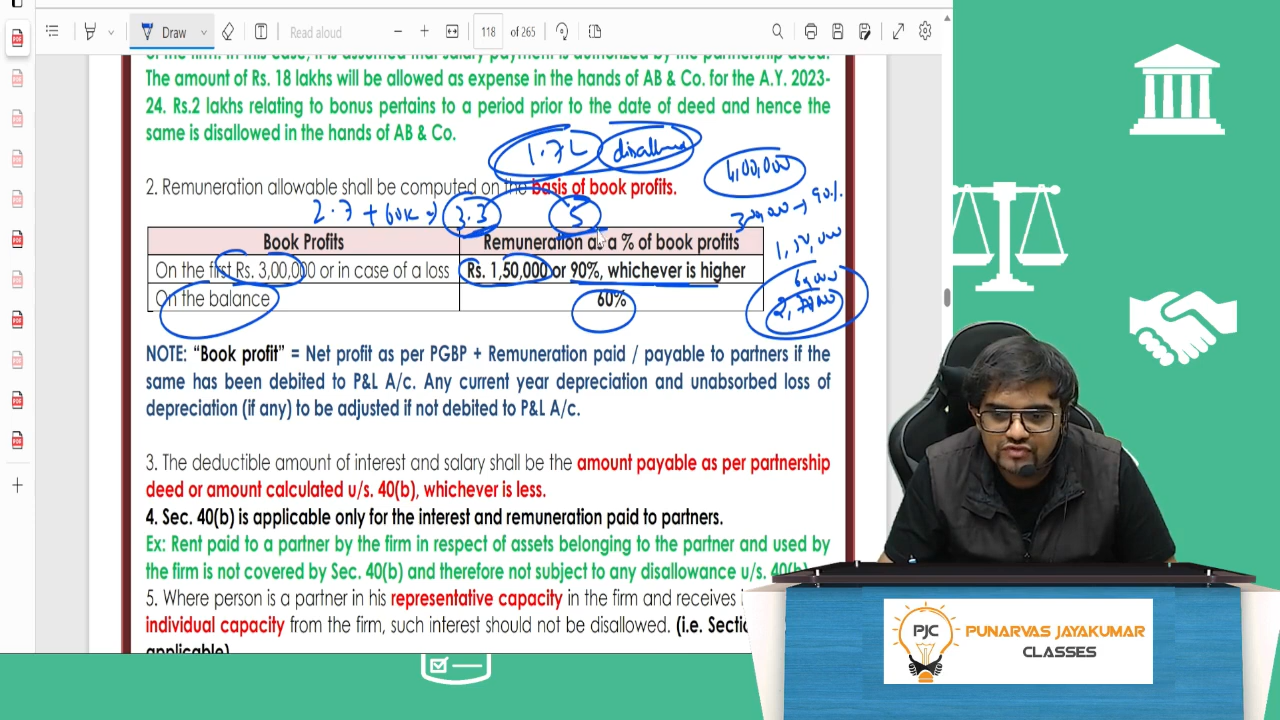 Draw
Read aloud
118 of 265
The amount of Rs. 18 lakhs will be allowed as expense in the hands of AB & Co. for the A.Y. 2023-
24. Rs.2 lakhs relating to bonus pertains to a period prior to the date of deed and hence the
same is disallowed in the hands of AB & Co.
1.7L
4,00,000
2. Remuneration allowable shall be computed on the basis of book profits.
2.7 + 60K
3.3
5
90%
Book Profits Remuneration as a % of book profits
On the first Rs. 3,00,000 or in case of a loss Rs. 1,50,000 or 90%, whichever is higher
On the balance 60%
NOTE: “Book profit” = Net profit as per PGBP + Remuneration paid / payable to partners if the
same has been debited to P&L A/c. Any current year depreciation and unabsorbed loss of
depreciation (if any) to be adjusted if not debited to P&L A/c.
3. The deductible amount of interest and salary shall be the amount payable as per partnership
deed or amount calculated u/s. 40(b), whichever is less.
4. Sec. 40(b) is applicable only for the interest and remuneration paid to partners.
Ex: Rent paid to a partner by the firm in respect of assets belonging to the partner and used by
the firm is not covered by Sec. 40(b) and therefore not subject to any disallowance u/s. 40(b)
5. Where person is a partner in his representative capacity in the firm and receives
individual capacity from the firm, such interest should not be disallowed. (i.e. Sectio
applicable)
PJC
PUNARVAS JAYAKUMAR
CLASSES